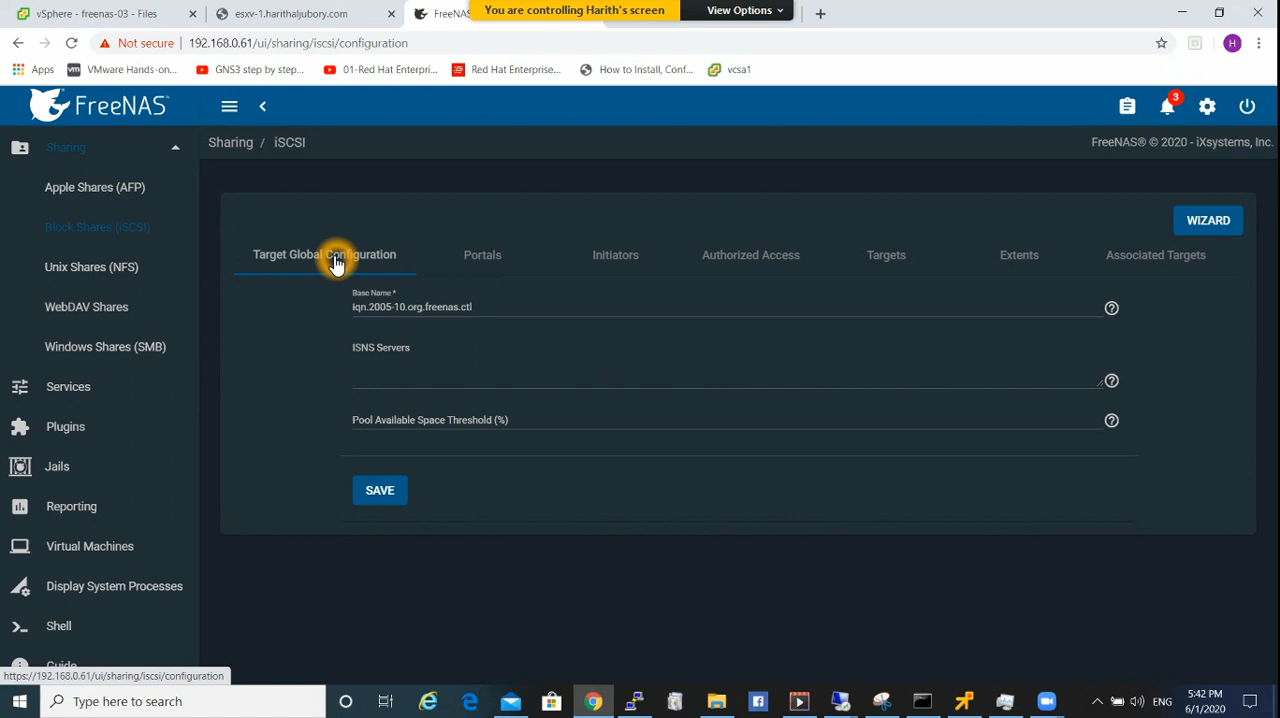 vSphere - freenas-03 - Files
esxv-1.harithaljubory.com
FreeNAS
You are controlling Harith's screen
View Options
Not secure
192.168.0.61/ui/sharing/iscsi/configuration
H
Apps
VMware Hands-on...
GNS3 step by step...
01-Red Hat Enterpri...
Red Hat Enterprise...
How to Install, Conf...
vcsa1
FreeNAS
3
Sharing
Sharing / iSCSI
FreeNAS® © 2020 - iXsystems, Inc.
Apple Shares (AFP)
Block Shares (iSCSI)
Unix Shares (NFS)
WebDAV Shares
Windows Shares (SMB)
Services
Plugins
Jails
Reporting
Virtual Machines
Display System Processes
Shell
Guide
WIZARD
Target Global Configuration
Portals
Initiators
Authorized Access
Targets
Extents
Associated Targets
Base Name *
iqn.2005-10.org.freenas.ctl
ISNS Servers
Pool Available Space Threshold (%)
SAVE
https://192.168.0.61/ui/sharing/iscsi/configuration
Type here to search
ENG
5:42 PM
6/1/2020